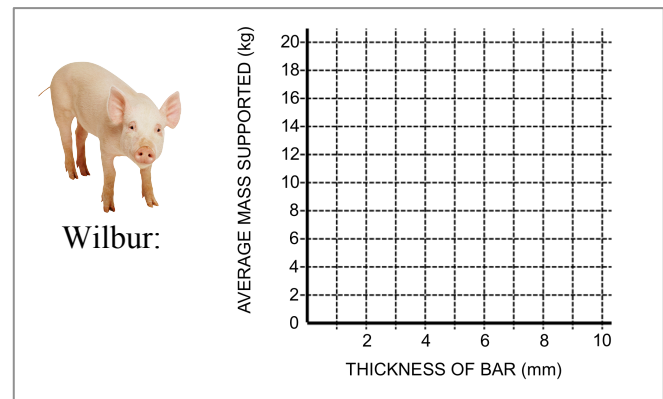 Wilbur:
AVERAGE MASS SUPPORTED (kg)
20
18
16
14
12
10
8
6
4
2
0
2 4 6 8 10
THICKNESS OF BAR (mm)